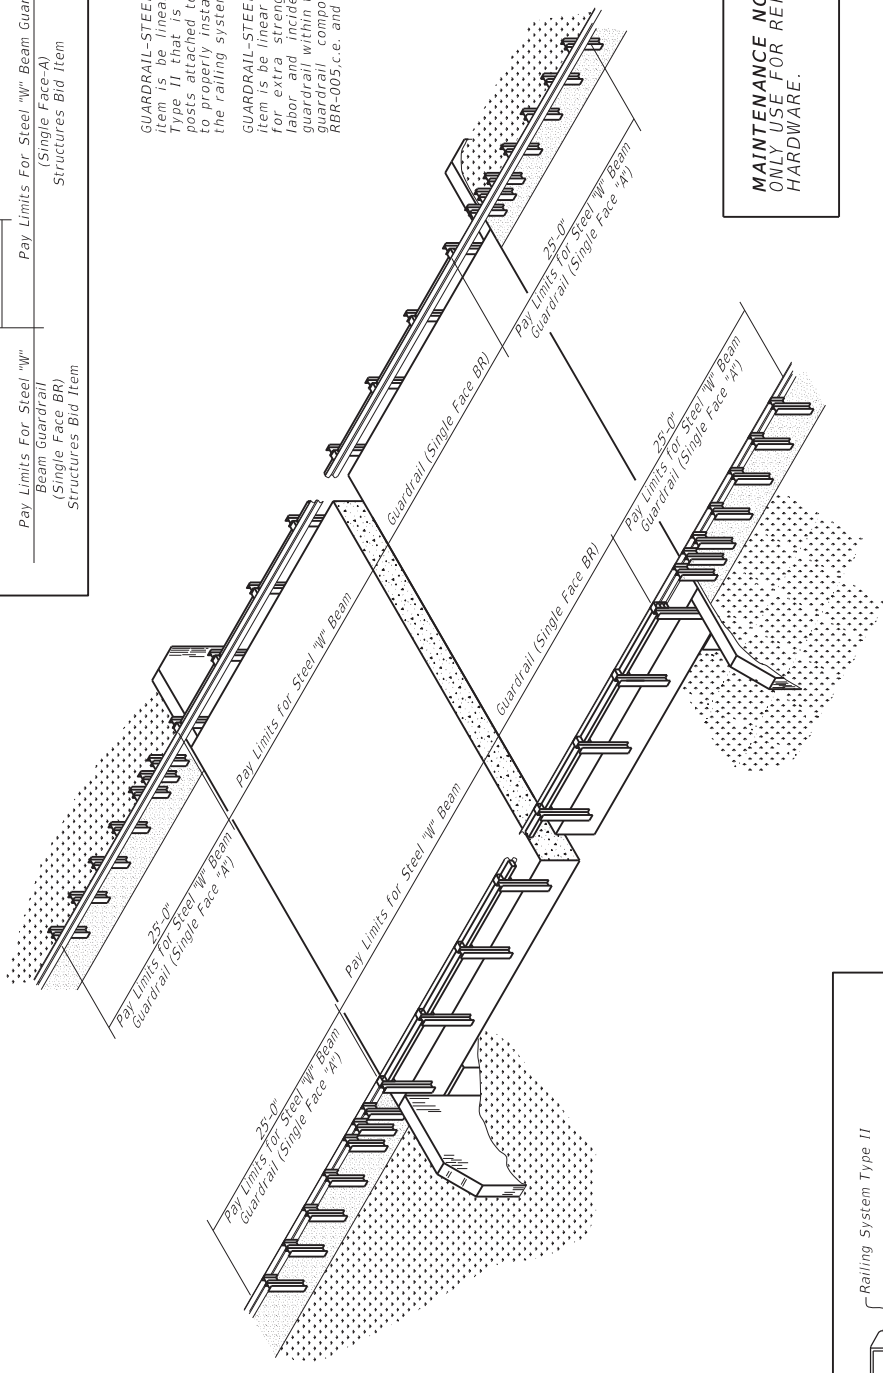 Pay Limits For Steel "W"
Beam Guardrail
(Single Face BR)
Structures Bid Item
Pay Limits For Steel "W" Beam
(Single Face-A)
Structures Bid Item
GUARDRAIL-STEEL
item is be linear
Type II that is
posts attached to
to properly insta
the railing system
GUARDRAIL-STEEL
item is be linear
for extra streng
labor and incide
guardrail within
guardrail compo
RBR-005,c.e. and
MAINTENANCE NO
ONLY USE FOR REP
HARDWARE.
25'-0"
Pay Limits for Steel "W" Beam
Guardrail (Single Face "A")
Pay Limits for Steel "W" Beam
Guardrail (Single Face BR)
25'-0"
Pay Limits for Steel "W" Beam
Guardrail (Single Face "A")
25'-0"
Pay Limits for Steel "W" Beam
Guardrail (Single Face "A")
Pay Limits for Steel "W" Beam
Guardrail (Single Face BR)
25'-0"
Pay Limits for Steel "W" Beam
Guardrail (Single Face "A")
Railing System Type II